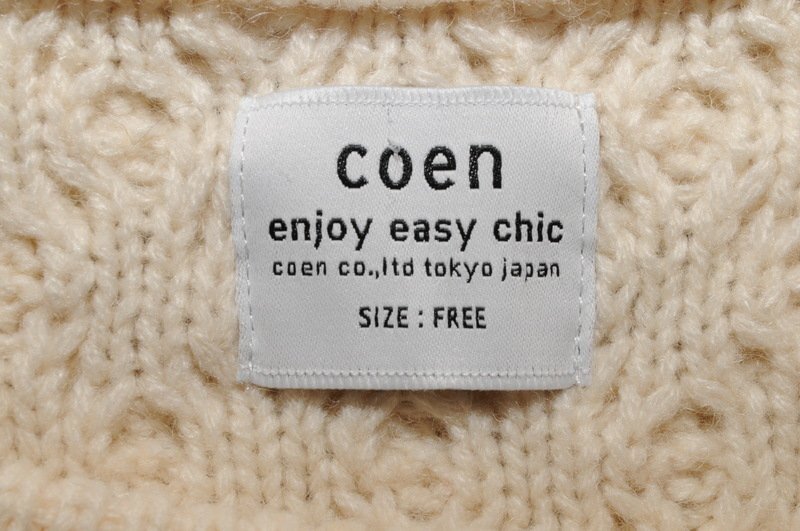 coen
enjoy easy chic
coen co.,ltd tokyo japan
SIZE : FREE